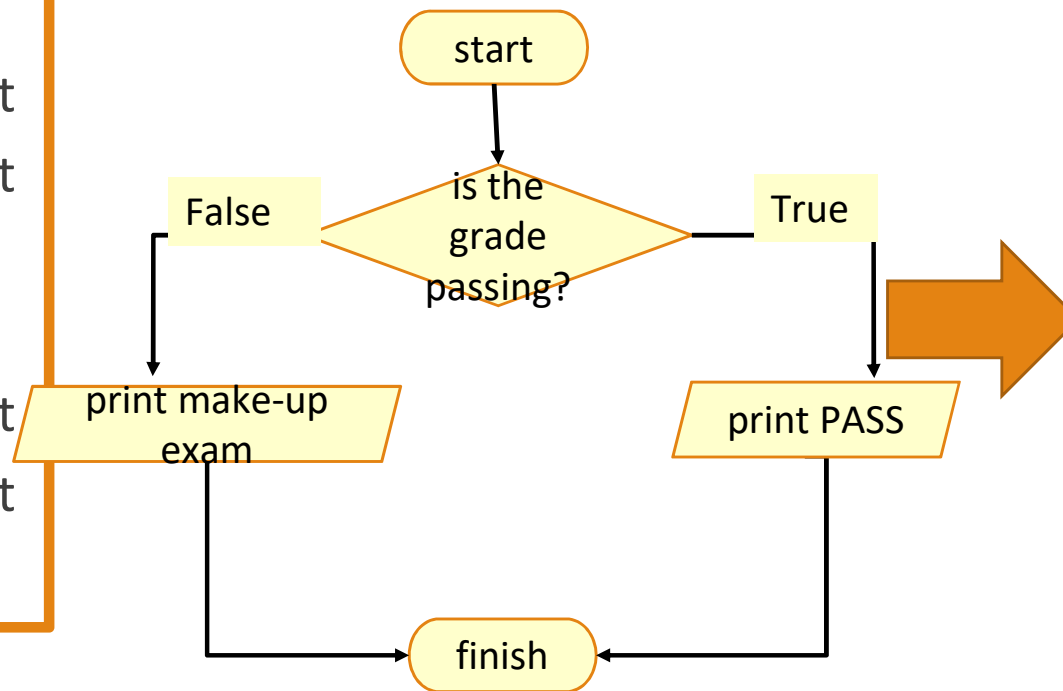 start
is the
grade
passing?
False
True
t
t
print make-up
exam
print PASS
t
t
finish